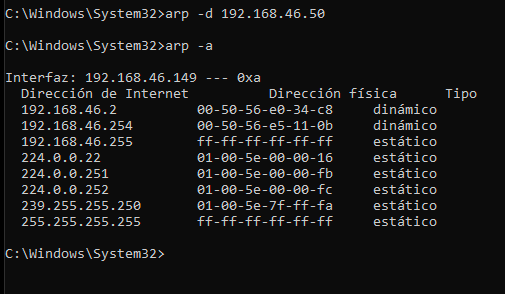 C:\Windows\System32>arp -d 192.168.46.50
C:\Windows\System32>arp -a
Interfaz: 192.168.46.149 --- 0xa
Dirección de Internet Dirección física Tipo
192.168.46.2 00-50-56-e0-34-c8 dinámico
192.168.46.254 00-50-56-e5-11-0b dinámico
192.168.46.255 ff-ff-ff-ff-ff-ff estático
224.0.0.22 01-00-5e-00-00-16 estático
224.0.0.251 01-00-5e-00-00-fb estático
224.0.0.252 01-00-5e-00-00-fc estático
239.255.255.250 01-00-5e-7f-ff-fa estático
255.255.255.255 ff-ff-ff-ff-ff-ff estático
C:\Windows\System32>